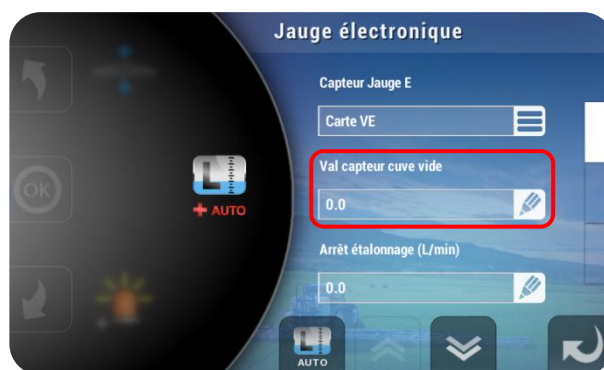 Jauge électronique
Capteur Jauge E
Carte VE
OK
Val capteur cuve vide
0.0
+ AUTO
Arrêt étalonnage (L/min)
0.0
L
AUTO